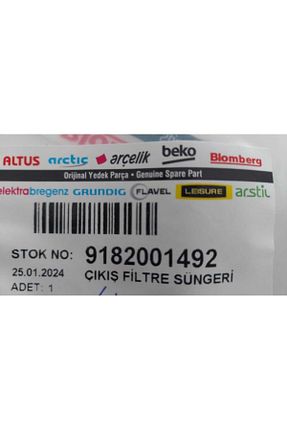 ALTUS arctic arçelik beko Blomberg
Orijinal Yedek Parça • Genuine Spare Part
elektrabregenz GRUNDIG FLAVEL LEISURE arstil
STOK NO: 9182001492
25.01.2024 ÇIKIŞ FİLTRE SÜNGERİ
ADET: 1